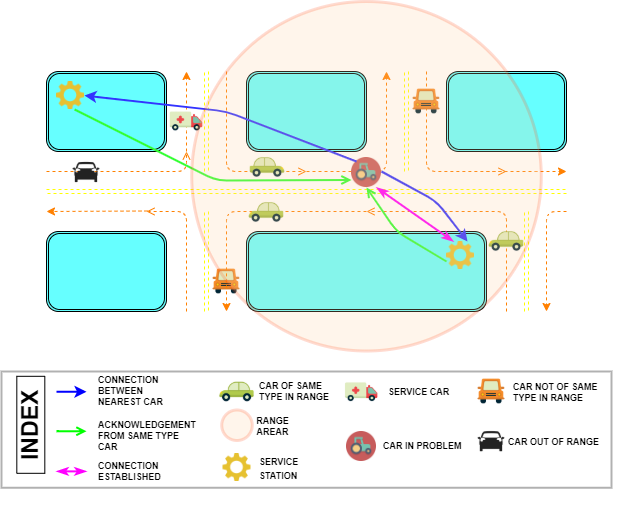 INDEX
CONNECTION
BETWEEN
NEAREST CAR
ACKNOWLEDGEMENT
FROM SAME TYPE
CAR
CONNECTION
ESTABLISHED
CAR OF SAME
TYPE IN RANGE
RANGE
AREAR
SERVICE
STATION
SERVICE CAR
CAR IN PROBLEM
CAR NOT OF SAME
TYPE IN RANGE
CAR OUT OF RANGE